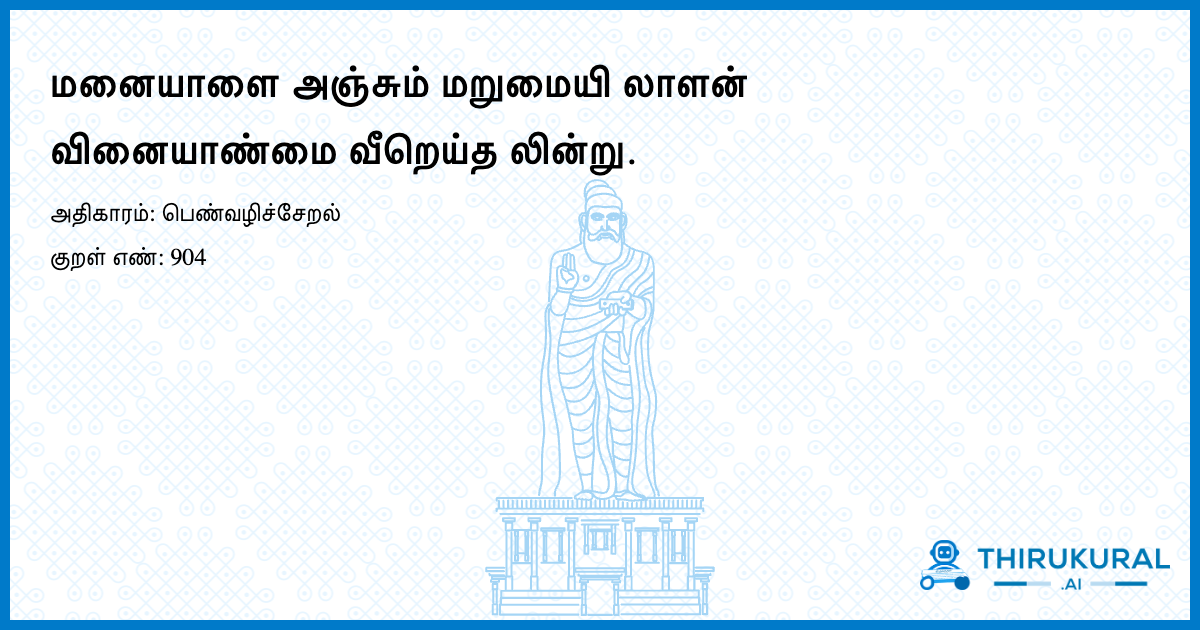 மனையாளை அஞ்சும் மறுமையி லாளன்
வினையாண்மை வீறெய்த லின்று.
அதிகாரம்: பெண்வழிச்சேறல்
குறள் எண்: 904
THIRUKURAL
.AI